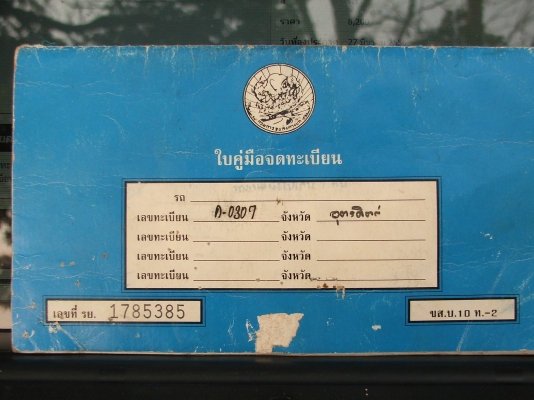 ราคา
ใบคู่มือจดทะเบียน
รถ
เลขทะเบียน ก-0307 จังหวัด อุตรดิตถ์
เลขทะเบียน จังหวัด
เลขทะเบียน จังหวัด
เลขทะเบียน จังหวัด
เลขที่ รย. 1785385
ขส.บ.10 ท.-2